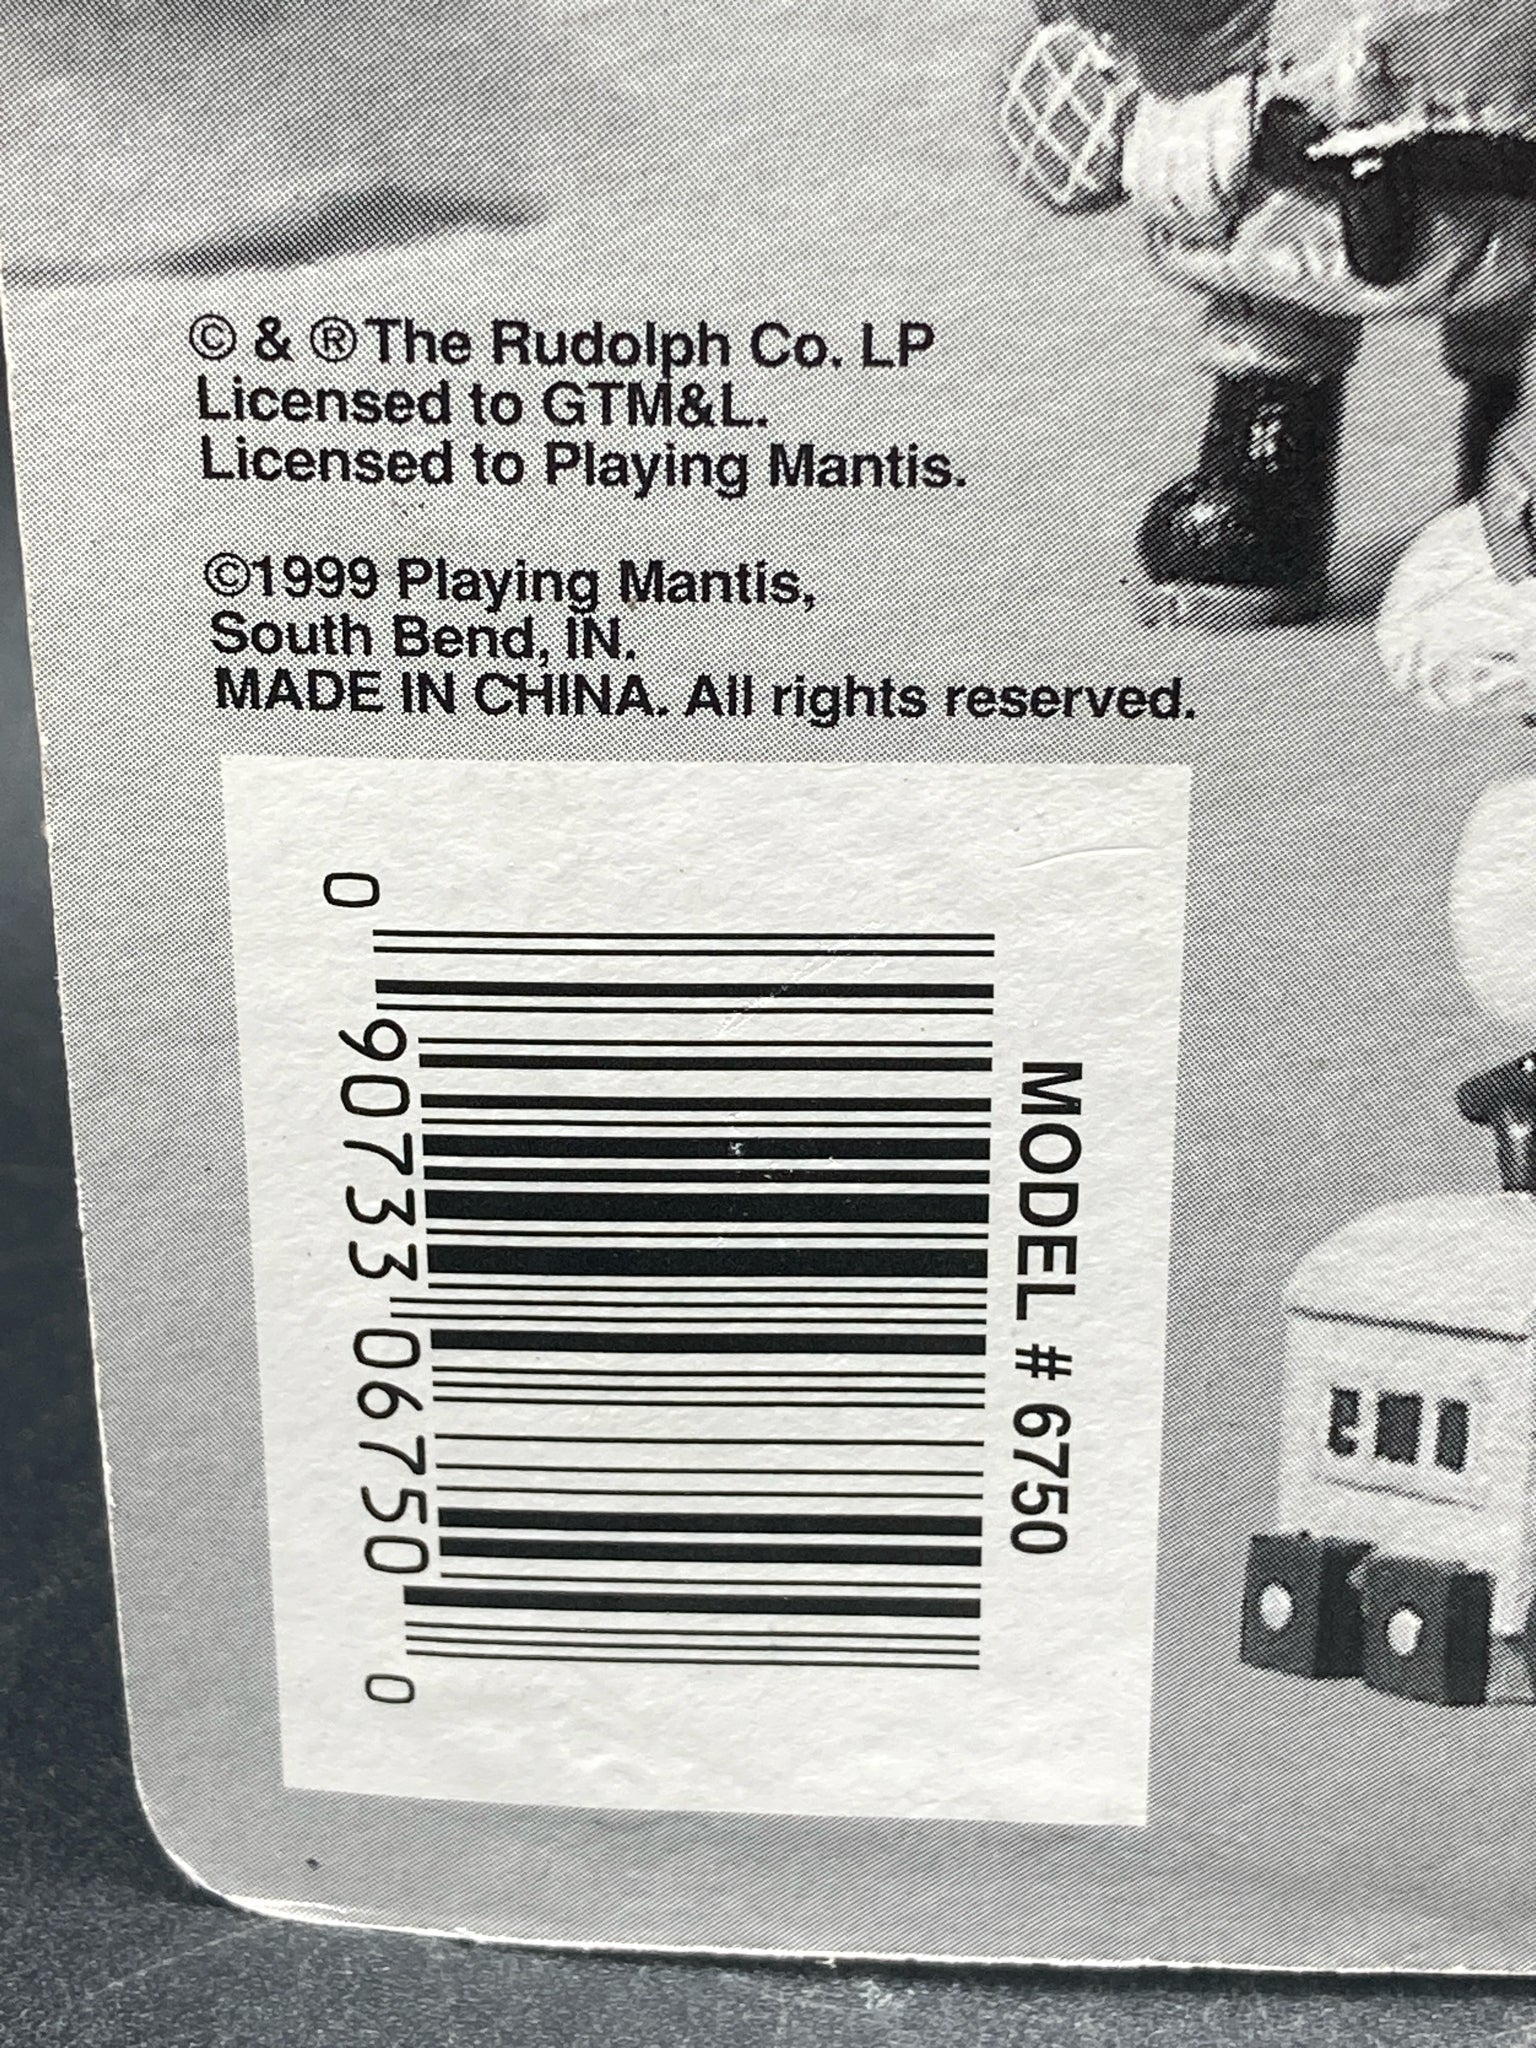 © & ® The Rudolph Co. LP
Licensed to GTM&L.
Licensed to Playing Mantis.
©1999 Playing Mantis,
South Bend, IN.
MADE IN CHINA. All rights reserved.
MODEL # 6750
0 90733 06750 0